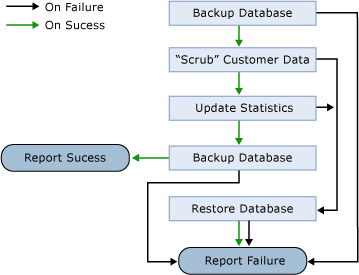 On Failure
On Sucess
Backup Database
“Scrub” Customer Data
Update Statistics
Report Sucess
Backup Database
Restore Database
Report Failure